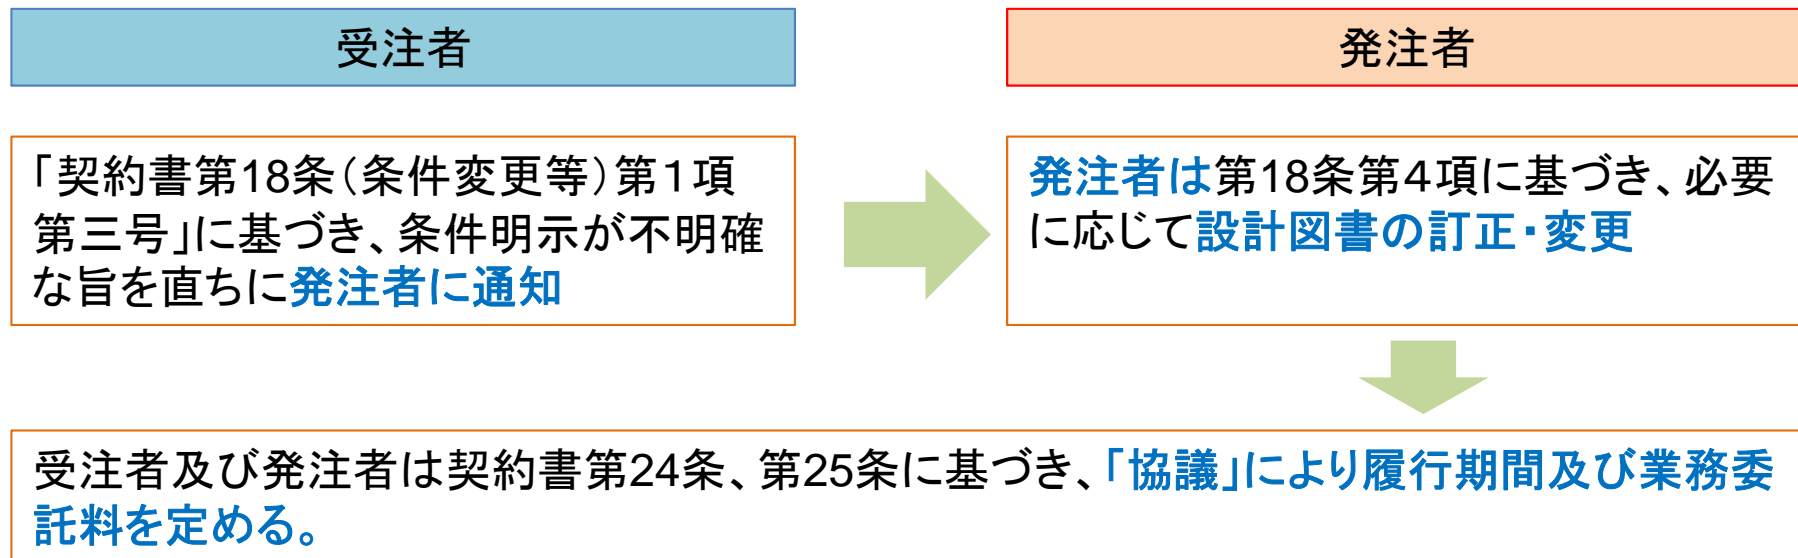 受注者
発注者
「契約書第18条(条件変更等)第1項
第三号」に基づき、条件明示が不明確
な旨を直ちに発注者に通知
発注者は第18条第4項に基づき、必要
に応じて設計図書の訂正・変更
受注者及び発注者は契約書第24条、第25条に基づき、「協議」により履行期間及び業務委
託料を定める。